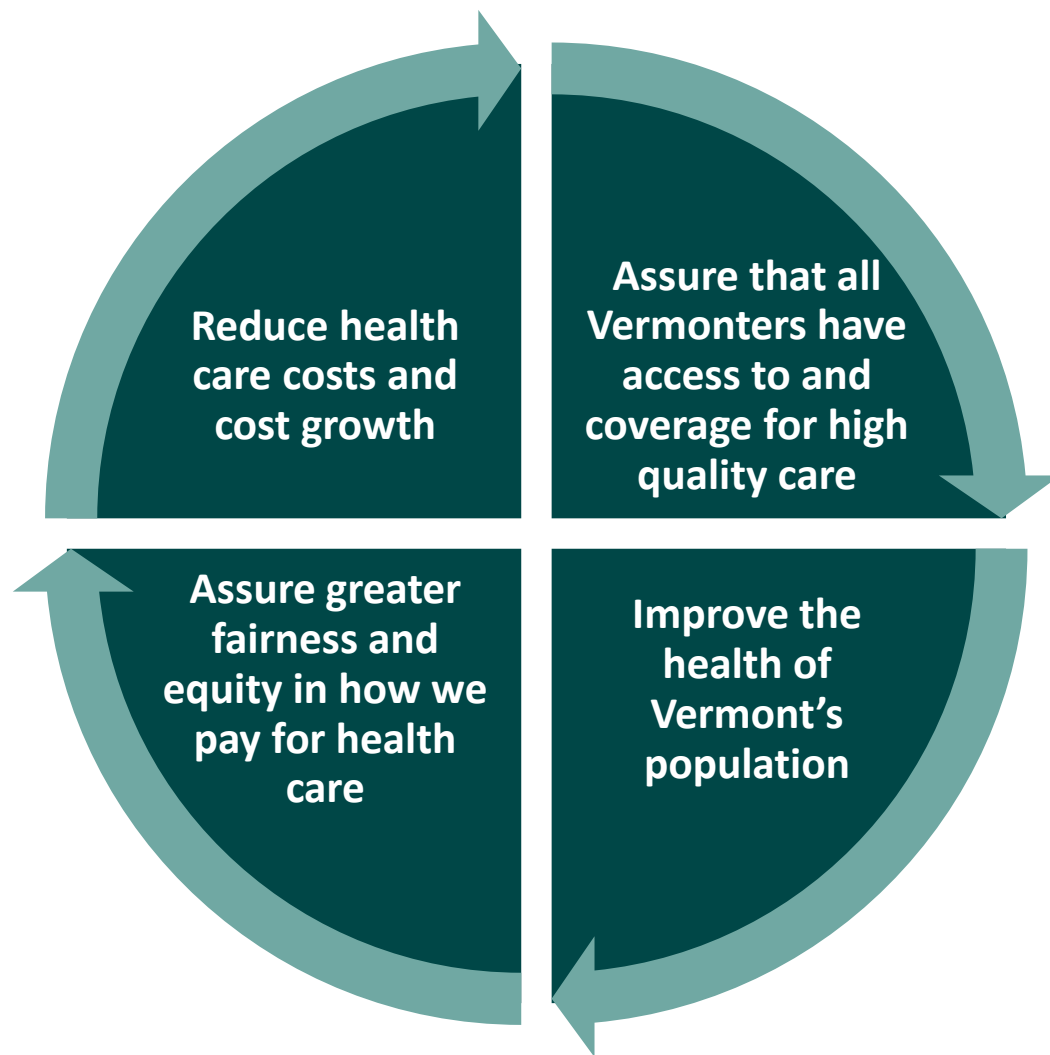 Reduce health
care costs and
cost growth
Assure that all
Vermonters have
access to and
coverage for high
quality care
Assure greater
fairness and
equity in how we
pay for health
care
Improve the
health of
Vermont’s
population